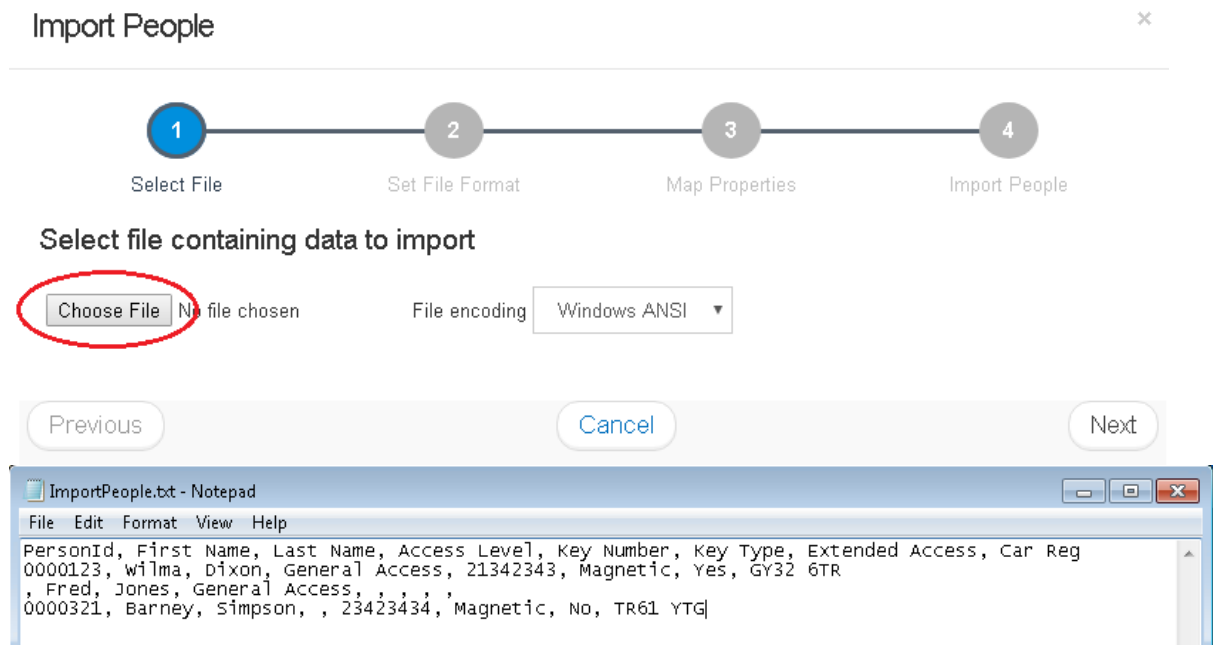 Import People ×
1 2 3 4
Select File Set File Format Map Properties Import People
Select file containing data to import
Choose File No file chosen File encoding Windows ANSI
Previous Cancel Next
ImportPeople.txt - Notepad
File Edit Format View Help
PersonId, First Name, Last Name, Access Level, Key Number, Key Type, Extended Access, Car Reg
0000123, Wilma, Dixon, General Access, 21342343, Magnetic, Yes, GY32 6TR
, Fred, Jones, General Access, , , , ,
0000321, Barney, Simpson, , 23423434, Magnetic, No, TR61 YTG